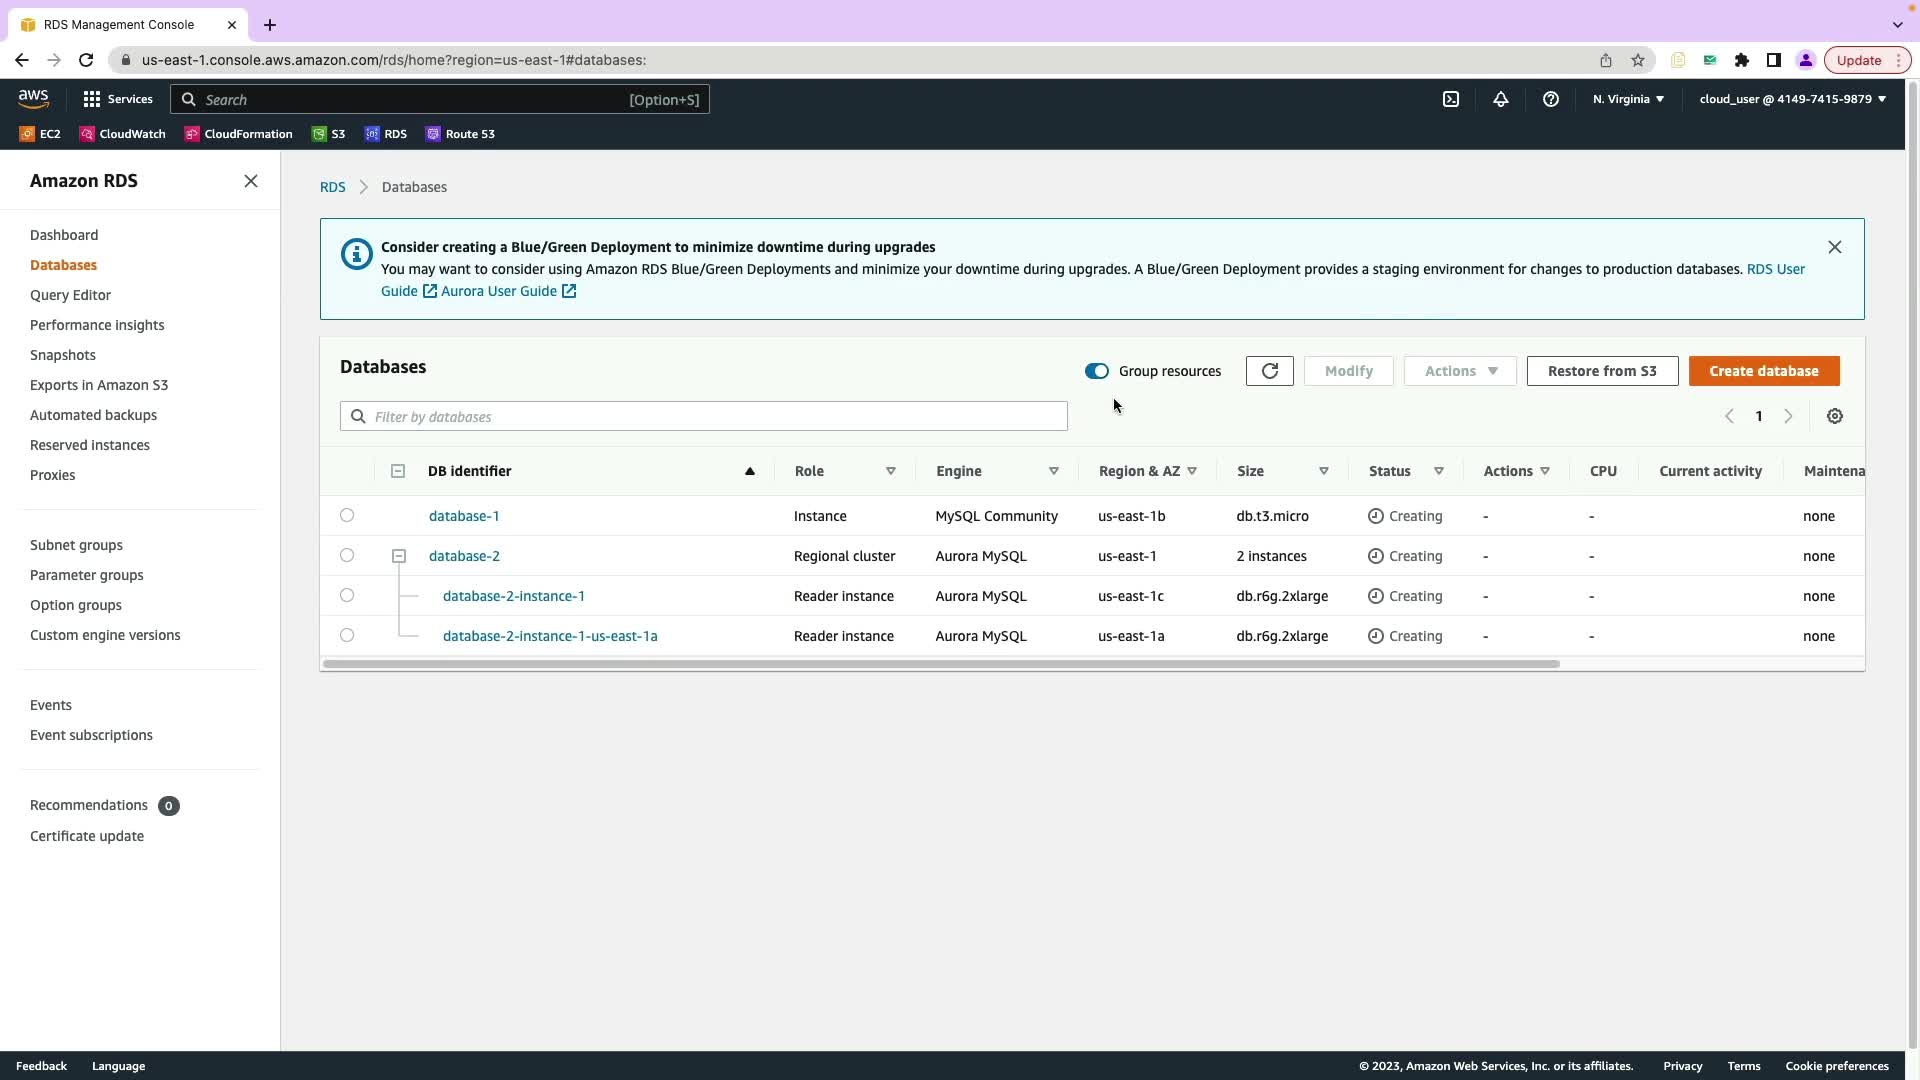 RDS Management Console
us-east-1.console.aws.amazon.com/rds/home?region=us-east-1#databases:
Update
aws
Services
Search
[Option+S]
N. Virginia
cloud_user @ 4149-7415-9879
EC2
CloudWatch
CloudFormation
S3
RDS
Route 53
Amazon RDS
Dashboard
Databases
Query Editor
Performance insights
Snapshots
Exports in Amazon S3
Automated backups
Reserved instances
Proxies
Subnet groups
Parameter groups
Option groups
Custom engine versions
Events
Event subscriptions
Recommendations 0
Certificate update
RDS > Databases
Consider creating a Blue/Green Deployment to minimize downtime during upgrades
You may want to consider using Amazon RDS Blue/Green Deployments and minimize your downtime during upgrades. A Blue/Green Deployment provides a staging environment for changes to production databases. RDS User
Guide Aurora User Guide
Databases
Group resources
Modify
Actions
Restore from S3
Create database
Filter by databases
1
DB identifier Role Engine Region & AZ Size Status Actions CPU Current activity Maintena
database-1 Instance MySQL Community us-east-1b db.t3.micro Creating - - none
database-2 Regional cluster Aurora MySQL us-east-1 2 instances Creating - - none
database-2-instance-1 Reader instance Aurora MySQL us-east-1c db.r6g.2xlarge Creating - - none
database-2-instance-1-us-east-1a Reader instance Aurora MySQL us-east-1a db.r6g.2xlarge Creating - - none
Feedback Language © 2023, Amazon Web Services, Inc. or its affiliates. Privacy Terms Cookie preferences